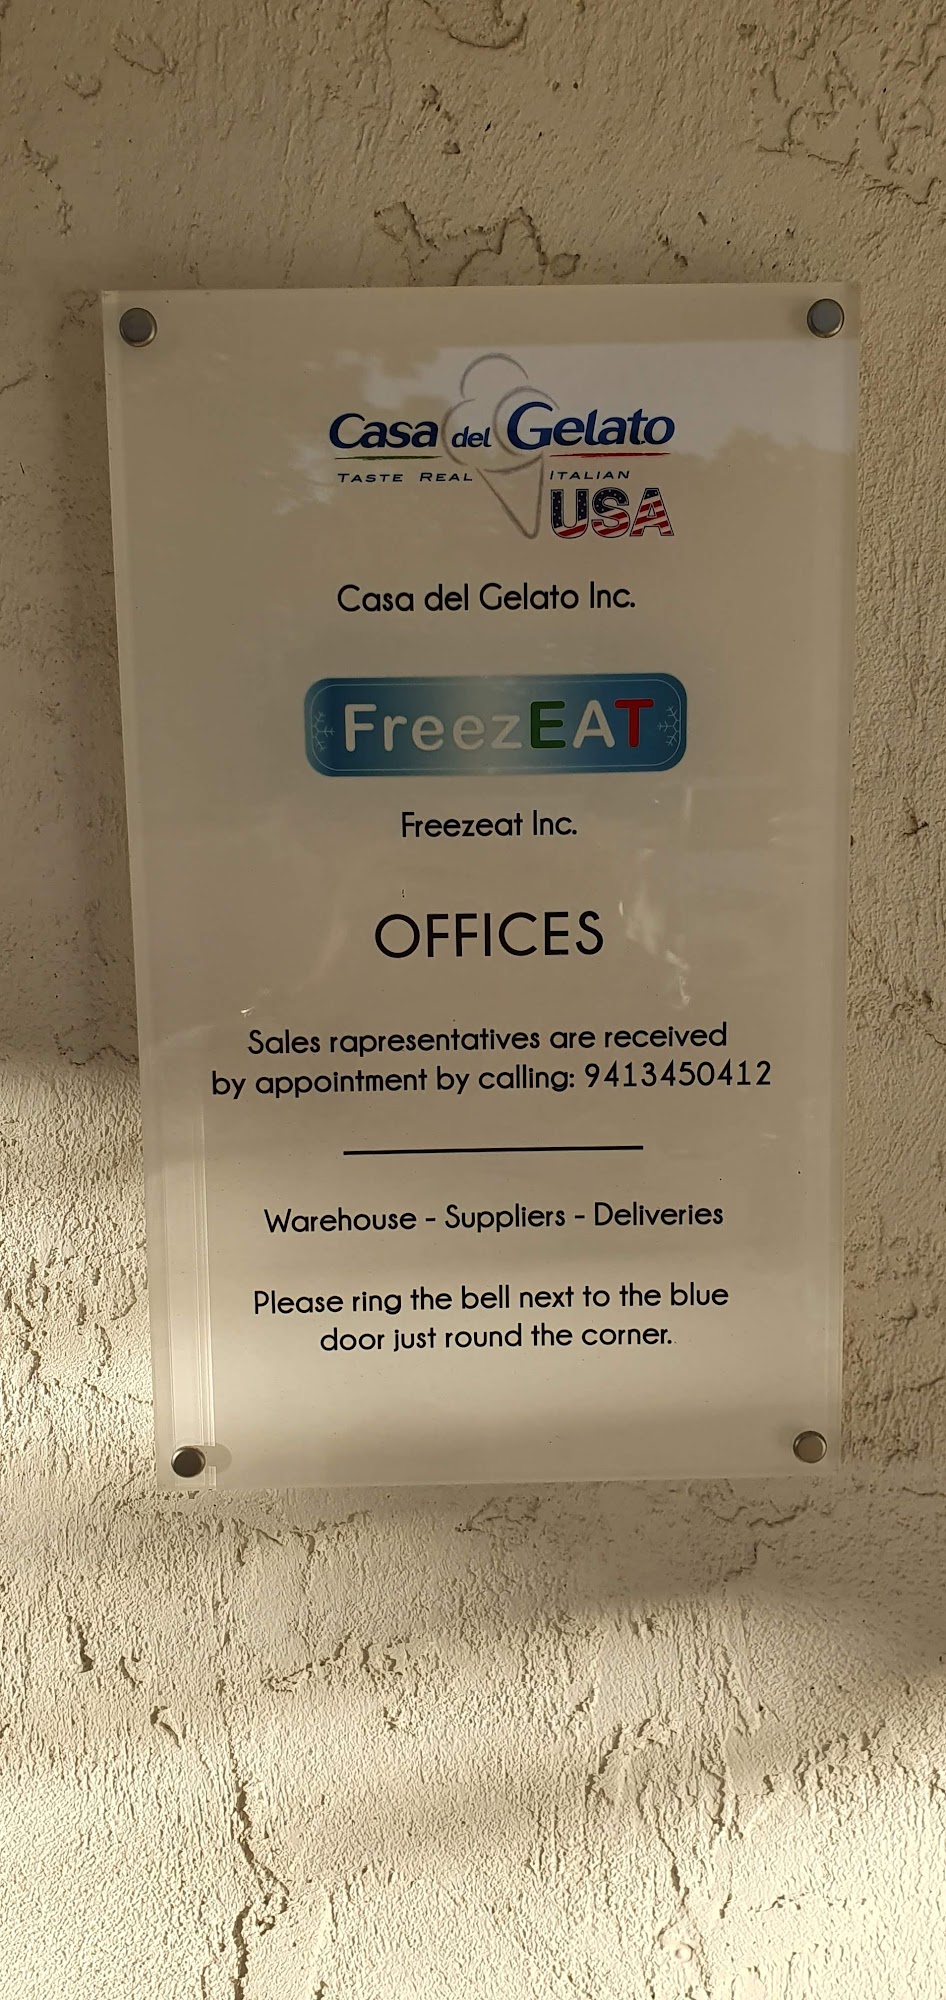 Casa del Gelato
TASTE REAL ITALIAN
USA
Casa del Gelato Inc.
FreezEAT
Freezeat Inc.
OFFICES
Sales rapresentatives are received
by appointment by calling: 9413450412
Warehouse - Suppliers - Deliveries
Please ring the bell next to the blue
door just round the corner.